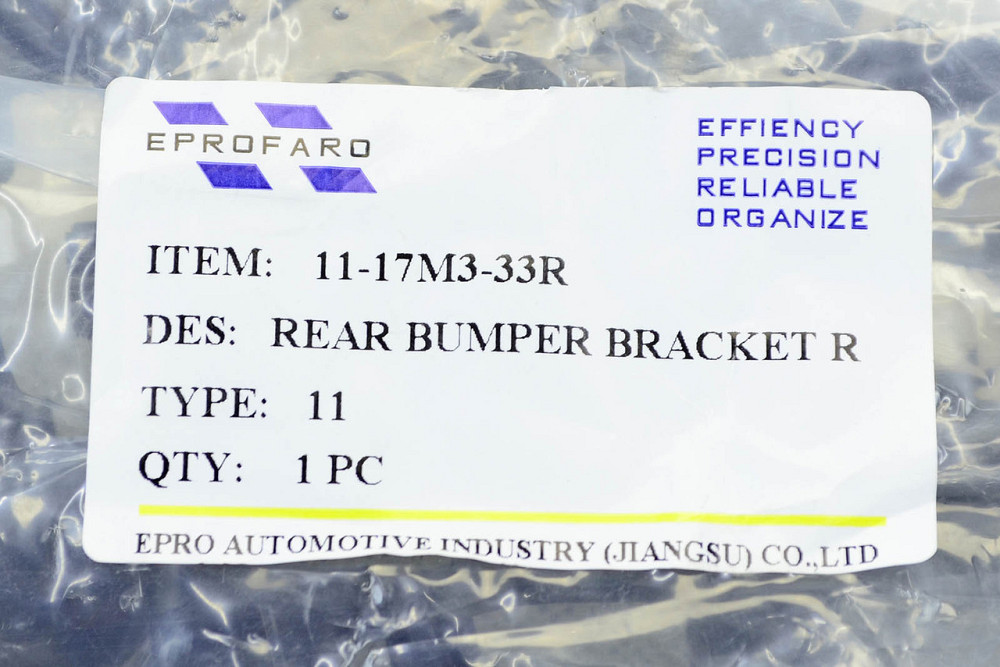 EPROFARO
EFFIENCY
PRECISION
RELIABLE
ORGANIZE
ITEM: 11-17M3-33R
DES: REAR BUMPER BRACKET R
TYPE: 11
QTY: 1 PC
EPRO AUTOMOTIVE INDUSTRY (JIANGSU) CO.,LTD